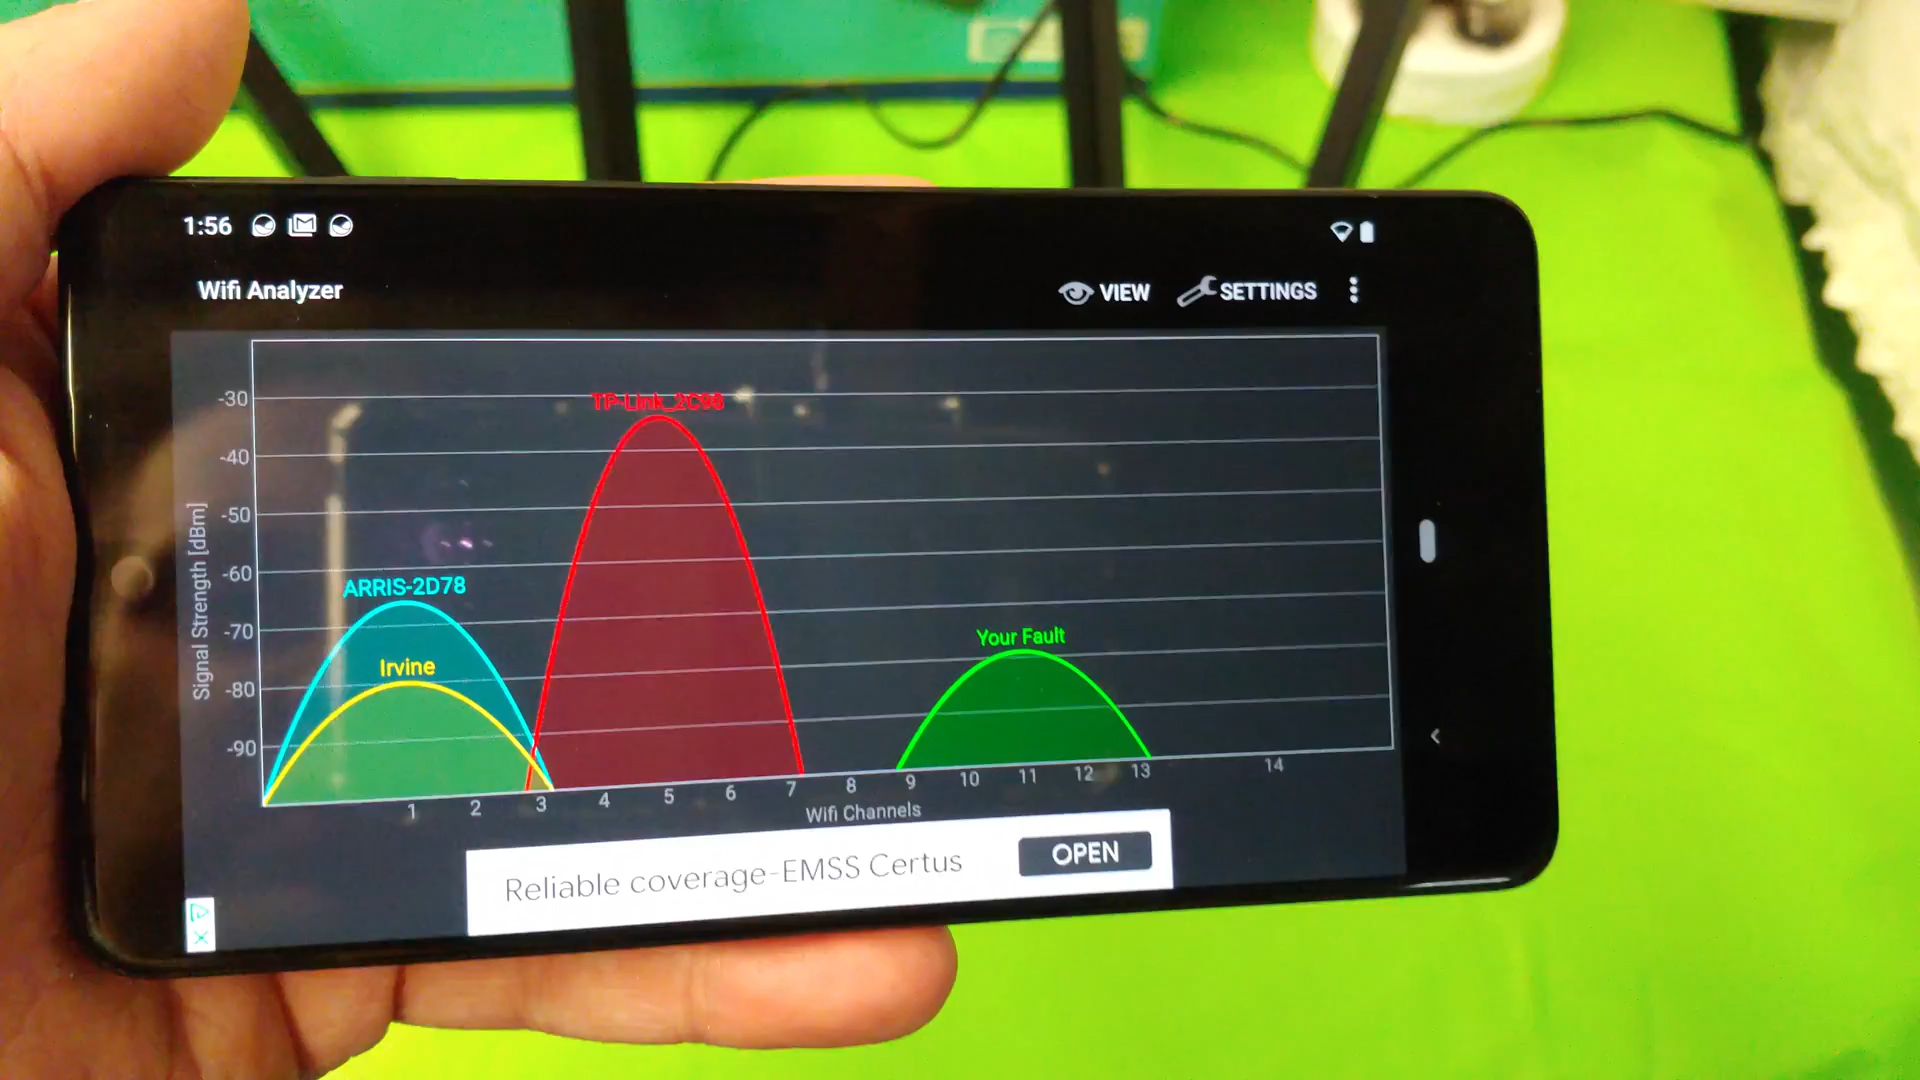 1:56
Wifi Analyzer
VIEW
SETTINGS
-30
-40
-50
-60
-70
-80
-90
Signal Strength [dBm]
TP-Link_2C98
ARRIS-2D78
Irvine
Your Fault
1 2 3 4 5 6 7 8 9 10 11 12 13 14
Wifi Channels
Reliable coverage-EMSS Certus
OPEN